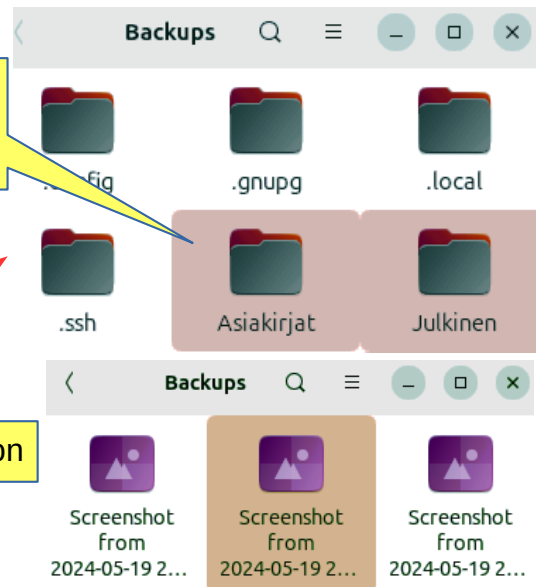 Backups
.gnupg .local
.ssh Asiakirjat Julkinen
Backups
on
Screenshot Screenshot Screenshot
from from from
2024-05-19 2... 2024-05-19 2... 2024-05-19 2...